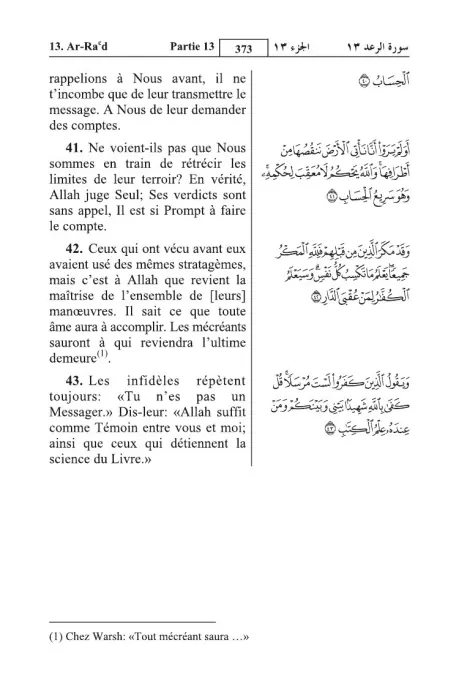 13. Ar-Raᶜd Partie 13 373 الجزء ١٣ سورة الرعد ١٣
rappelions à Nous avant, il ne
t’incombe que de leur transmettre le
message. A Nous de leur demander
des comptes.
41. Ne voient-ils pas que Nous
sommes en train de rétrécir les
limites de leur terroir? En vérité,
Allah juge Seul; Ses verdicts sont
sans appel, Il est si Prompt à faire
le compte.
42. Ceux qui ont vécu avant eux
avaient usé des mêmes stratagèmes,
mais c’est à Allah que revient la
maîtrise de l’ensemble de [leurs]
manœuvres. Il sait ce que toute
âme aura à accomplir. Les mécréants
sauront à qui reviendra l’ultime
demeure(1).
43. Les infidèles répètent
toujours: «Tu n’es pas un
Messager.» Dis-leur: «Allah suffit
comme Témoin entre vous et moi;
ainsi que ceux qui détiennent la
science du Livre.»
ٱلْحِسَابُ ٤٠
أَوَلَمْ يَرَوْا۟ أَنَّا نَأْتِى ٱلْأَرْضَ نَنقُصُهَا مِنْ
أَطْرَافِهَا ۚ وَٱللَّهُ يَحْكُمُ لَا مُعَقِّبَ لِحُكْمِهِۦ ۚ
وَهُوَ سَرِيعُ ٱلْحِسَابِ ٤١
وَقَدْ مَكَرَ ٱلَّذِينَ مِن قَبْلِهِمْ فَلِلَّهِ ٱلْمَكْرُ
جَمِيعًا ۖ يَعْلَمُ مَا تَكْسِبُ كُلُّ نَفْسٍ ۗ وَسَيَعْلَمُ
ٱلْكُفَّـٰرُ لِمَنْ عُقْبَى ٱلدَّارِ ٤٢
وَيَقُولُ ٱلَّذِينَ كَفَرُوا۟ لَسْتَ مُرْسَلًا ۚ قُلْ
كَفَىٰ بِٱللَّهِ شَهِيدًۢا بَيْنِى وَبَيْنَكُمْ وَمَنْ
عِندَهُۥ عِلْمُ ٱلْكِتَـٰبِ ٤٣
(1) Chez Warsh: «Tout mécréant saura …»